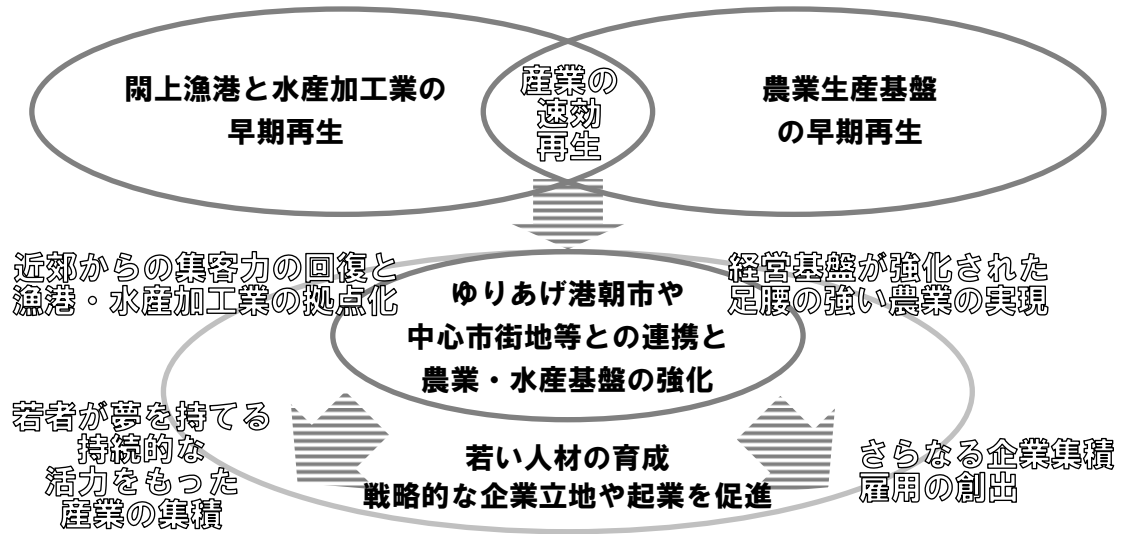 閖上漁港と水産加工業の
早期再生
産業の
速効
再生
農業生産基盤
の早期再生
近郊からの集客力の回復と
漁港・水産加工業の拠点化
経営基盤が強化された
足腰の強い農業の実現
ゆりあげ港朝市や
中心市街地等との連携と
農業・水産基盤の強化
若者が夢を持てる
持続的な
活力をもった
産業の集積
若い人材の育成
戦略的な企業立地や起業を促進
さらなる企業集積
雇用の創出